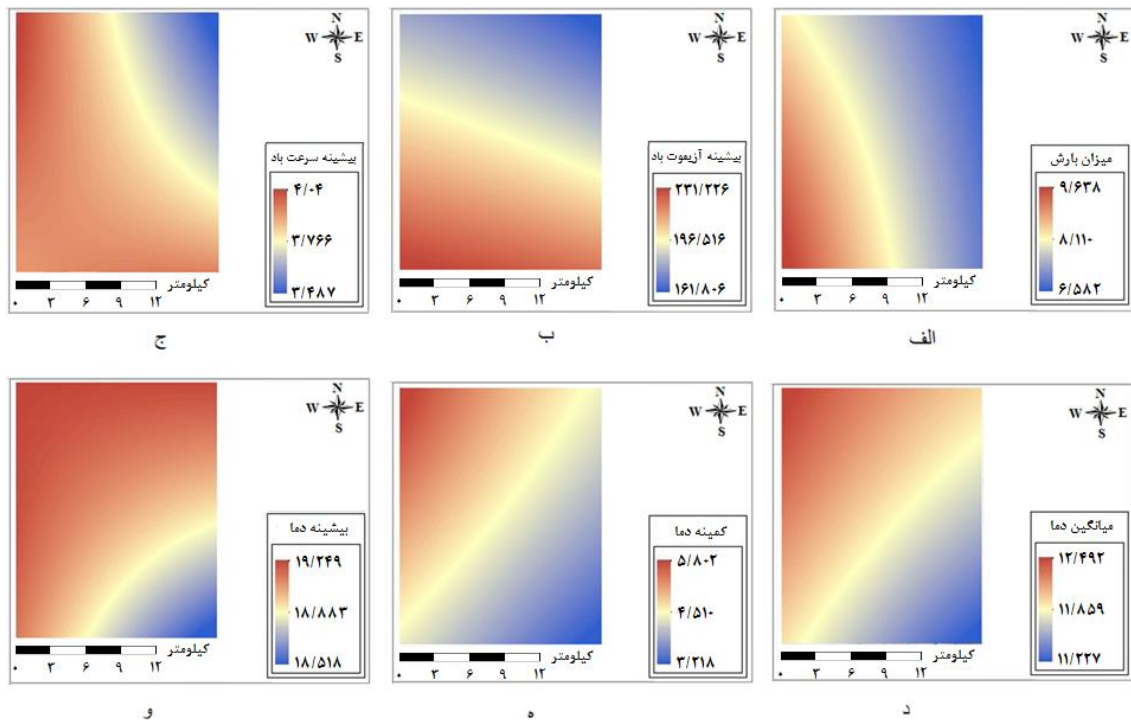 N
W E
S
میزان بارش
۹/۶۳۸
۸/۱۱۰
۶/۵۸۲
کیلومتر
۰ ۳ ۶ ۹ ۱۲
الف
N
W E
S
بیشینه آزیموت باد
۲۳۱/۲۲۶
۱۹۶/۵۱۶
۱۶۱/۸۰۶
کیلومتر
۰ ۳ ۶ ۹ ۱۲
ب
N
W E
S
بیشینه سرعت باد
۴/۰۴
۳/۷۶۶
۳/۴۸۷
کیلومتر
۰ ۳ ۶ ۹ ۱۲
ج
N
W E
S
میانگین دما
۱۲/۴۹۲
۱۱/۸۵۹
۱۱/۲۲۷
کیلومتر
۰ ۳ ۶ ۹ ۱۲
د
N
W E
S
کمینه دما
۵/۸۰۲
۴/۵۱۰
۳/۲۱۸
کیلومتر
۰ ۳ ۶ ۹ ۱۲
ه
N
W E
S
بیشینه دما
۱۹/۲۴۹
۱۸/۸۸۳
۱۸/۵۱۸
کیلومتر
۰ ۳ ۶ ۹ ۱۲
و